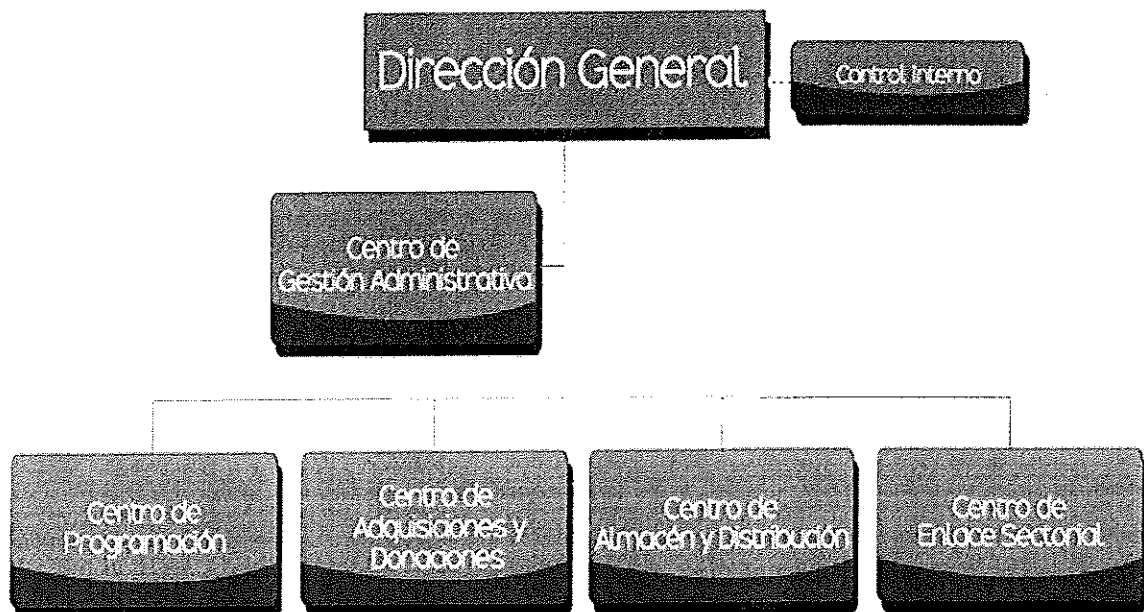 Dirección General
Control Interno
Centro de
Gestión Administrativa
Centro de
Programación
Centro de
Adquisiciones y
Donaciones
Centro de
Almacén y Distribución
Centro de
Enlace Sectorial